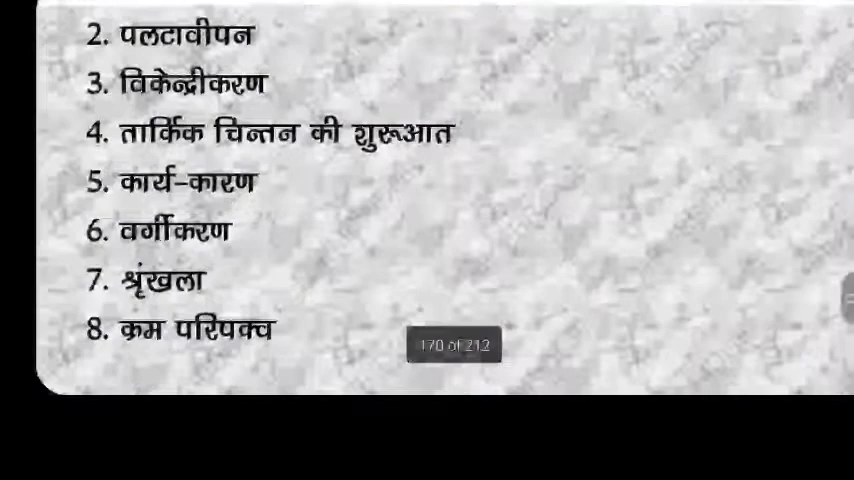 2. पलटावीपन
3. विकेन्द्रीकरण
4. तार्किक चिन्तन की शुरूआत
5. कार्य-कारण
6. वर्गीकरण
7. श्रृंखला
8. क्रम परिपक्व
170 of 212